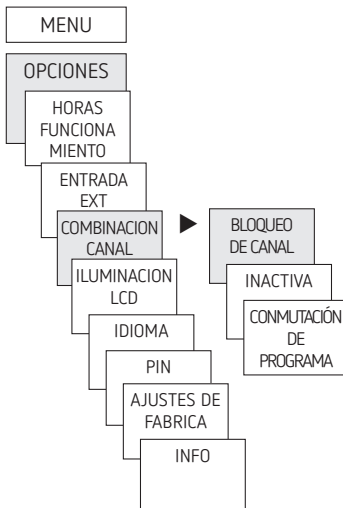 MENU
OPCIONES
HORAS
FUNCIONA
MIENTO
ENTRADA
EXT
COMBINACION
CANAL
ILUMINACION
LCD
IDIOMA
PIN
AJUSTES DE
FABRICA
INFO
BLOQUEO
DE CANAL
INACTIVA
CONMUTACIÓN
DE
PROGRAMA